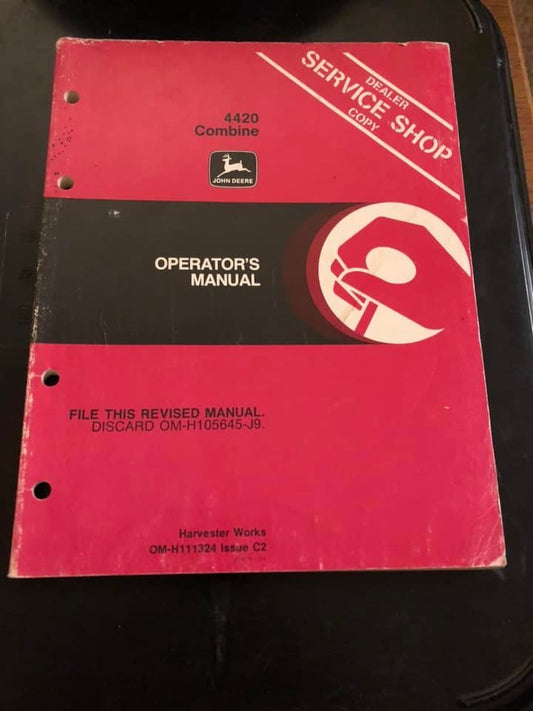 DEALER
SERVICE SHOP
COPY
4420
Combine
JOHN DEERE
OPERATOR'S
MANUAL
FILE THIS REVISED MANUAL.
DISCARD OM-H105645-J9.
Harvester Works
OM-H111324 Issue C2